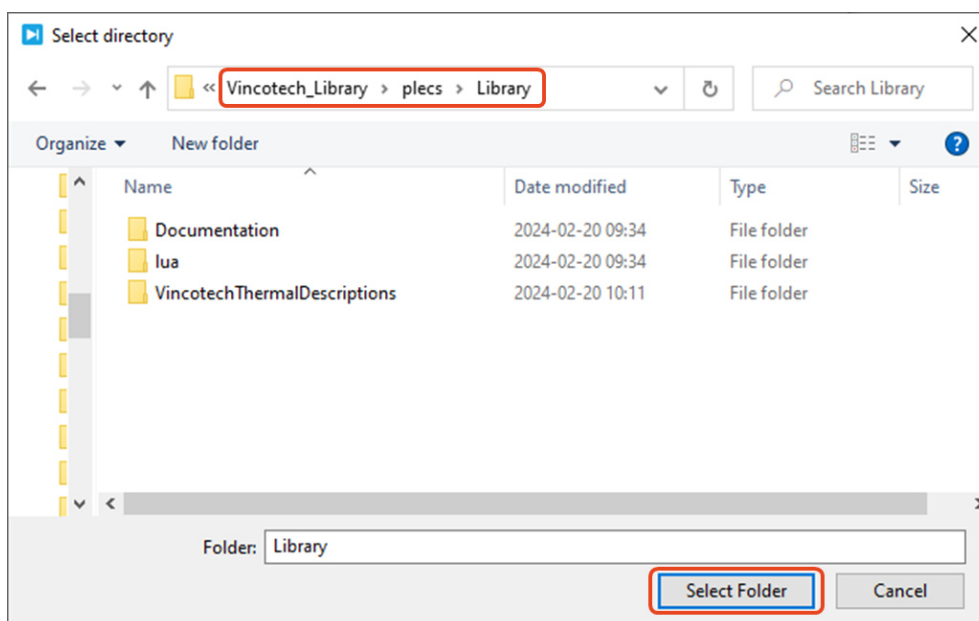 Select directory
« Vincotech_Library › plecs › Library
Search Library
Organize
New folder
Name Date modified Type Size
Documentation 2024-02-20 09:34 File folder
lua 2024-02-20 09:34 File folder
VincotechThermalDescriptions 2024-02-20 10:11 File folder
Folder: Library
Select Folder Cancel